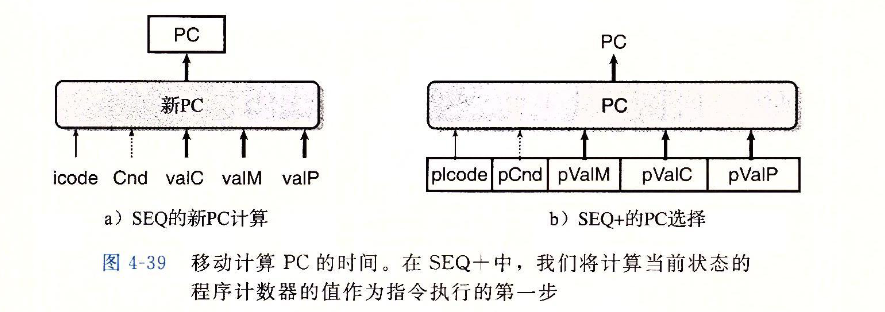 PC
PC
新PC
PC
icode Cnd valC valM valP
pIcode pCnd pValM pValC pValP
a）SEQ的新PC计算
b）SEQ+的PC选择
图 4-39 移动计算 PC 的时间。在 SEQ+中，我们将计算当前状态的
程序计数器的值作为指令执行的第一步